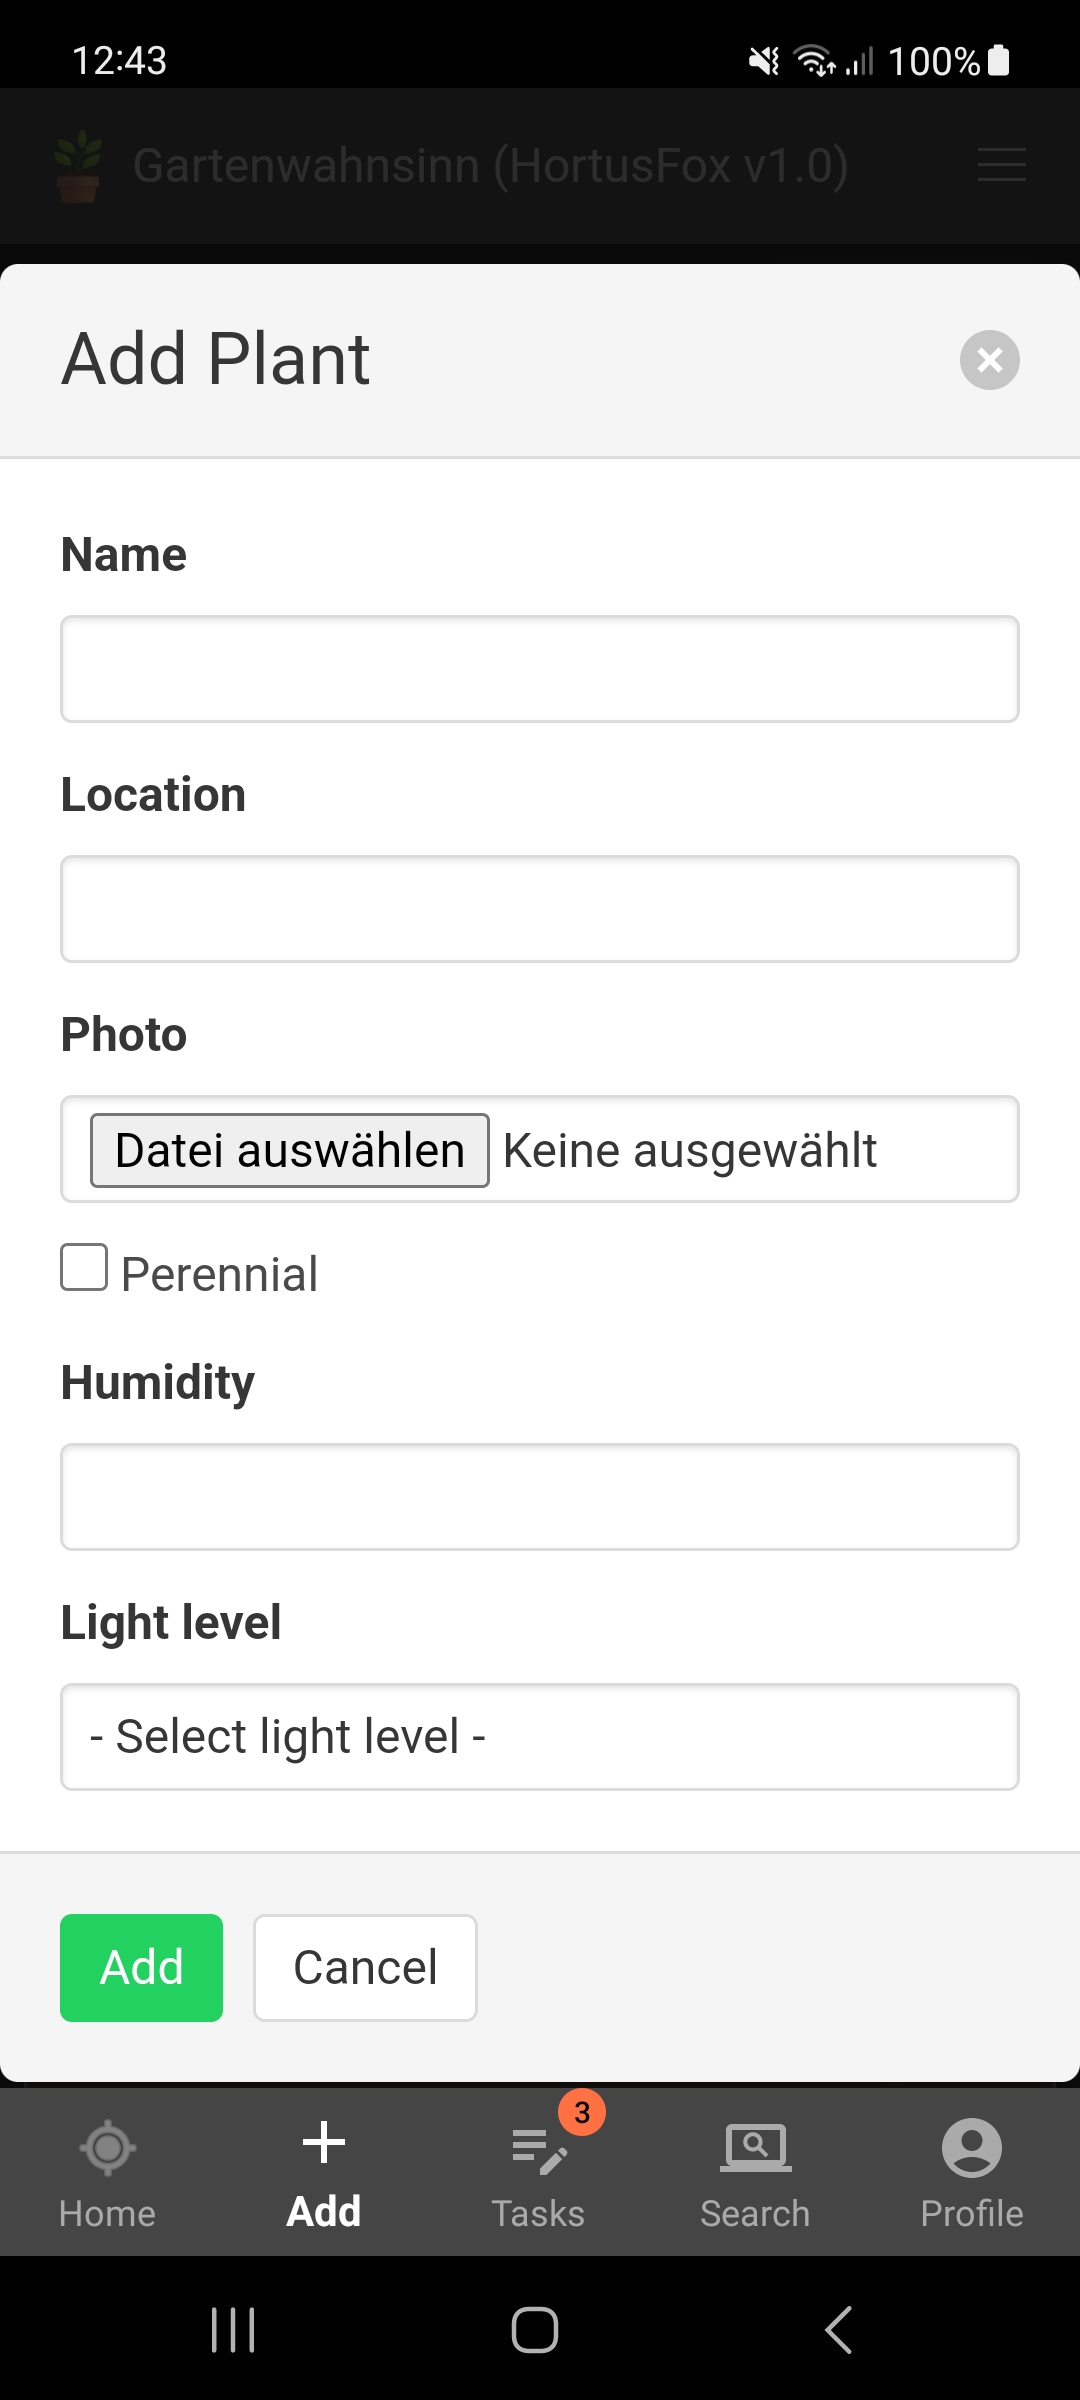 12:43
100%
Gartenwahnsinn (HortusFox v1.0)
Add Plant
Name
Location
Photo
Datei auswählen Keine ausgewählt
Perennial
Humidity
Light level
- Select light level -
Add Cancel
3
Home Add Tasks Search Profile